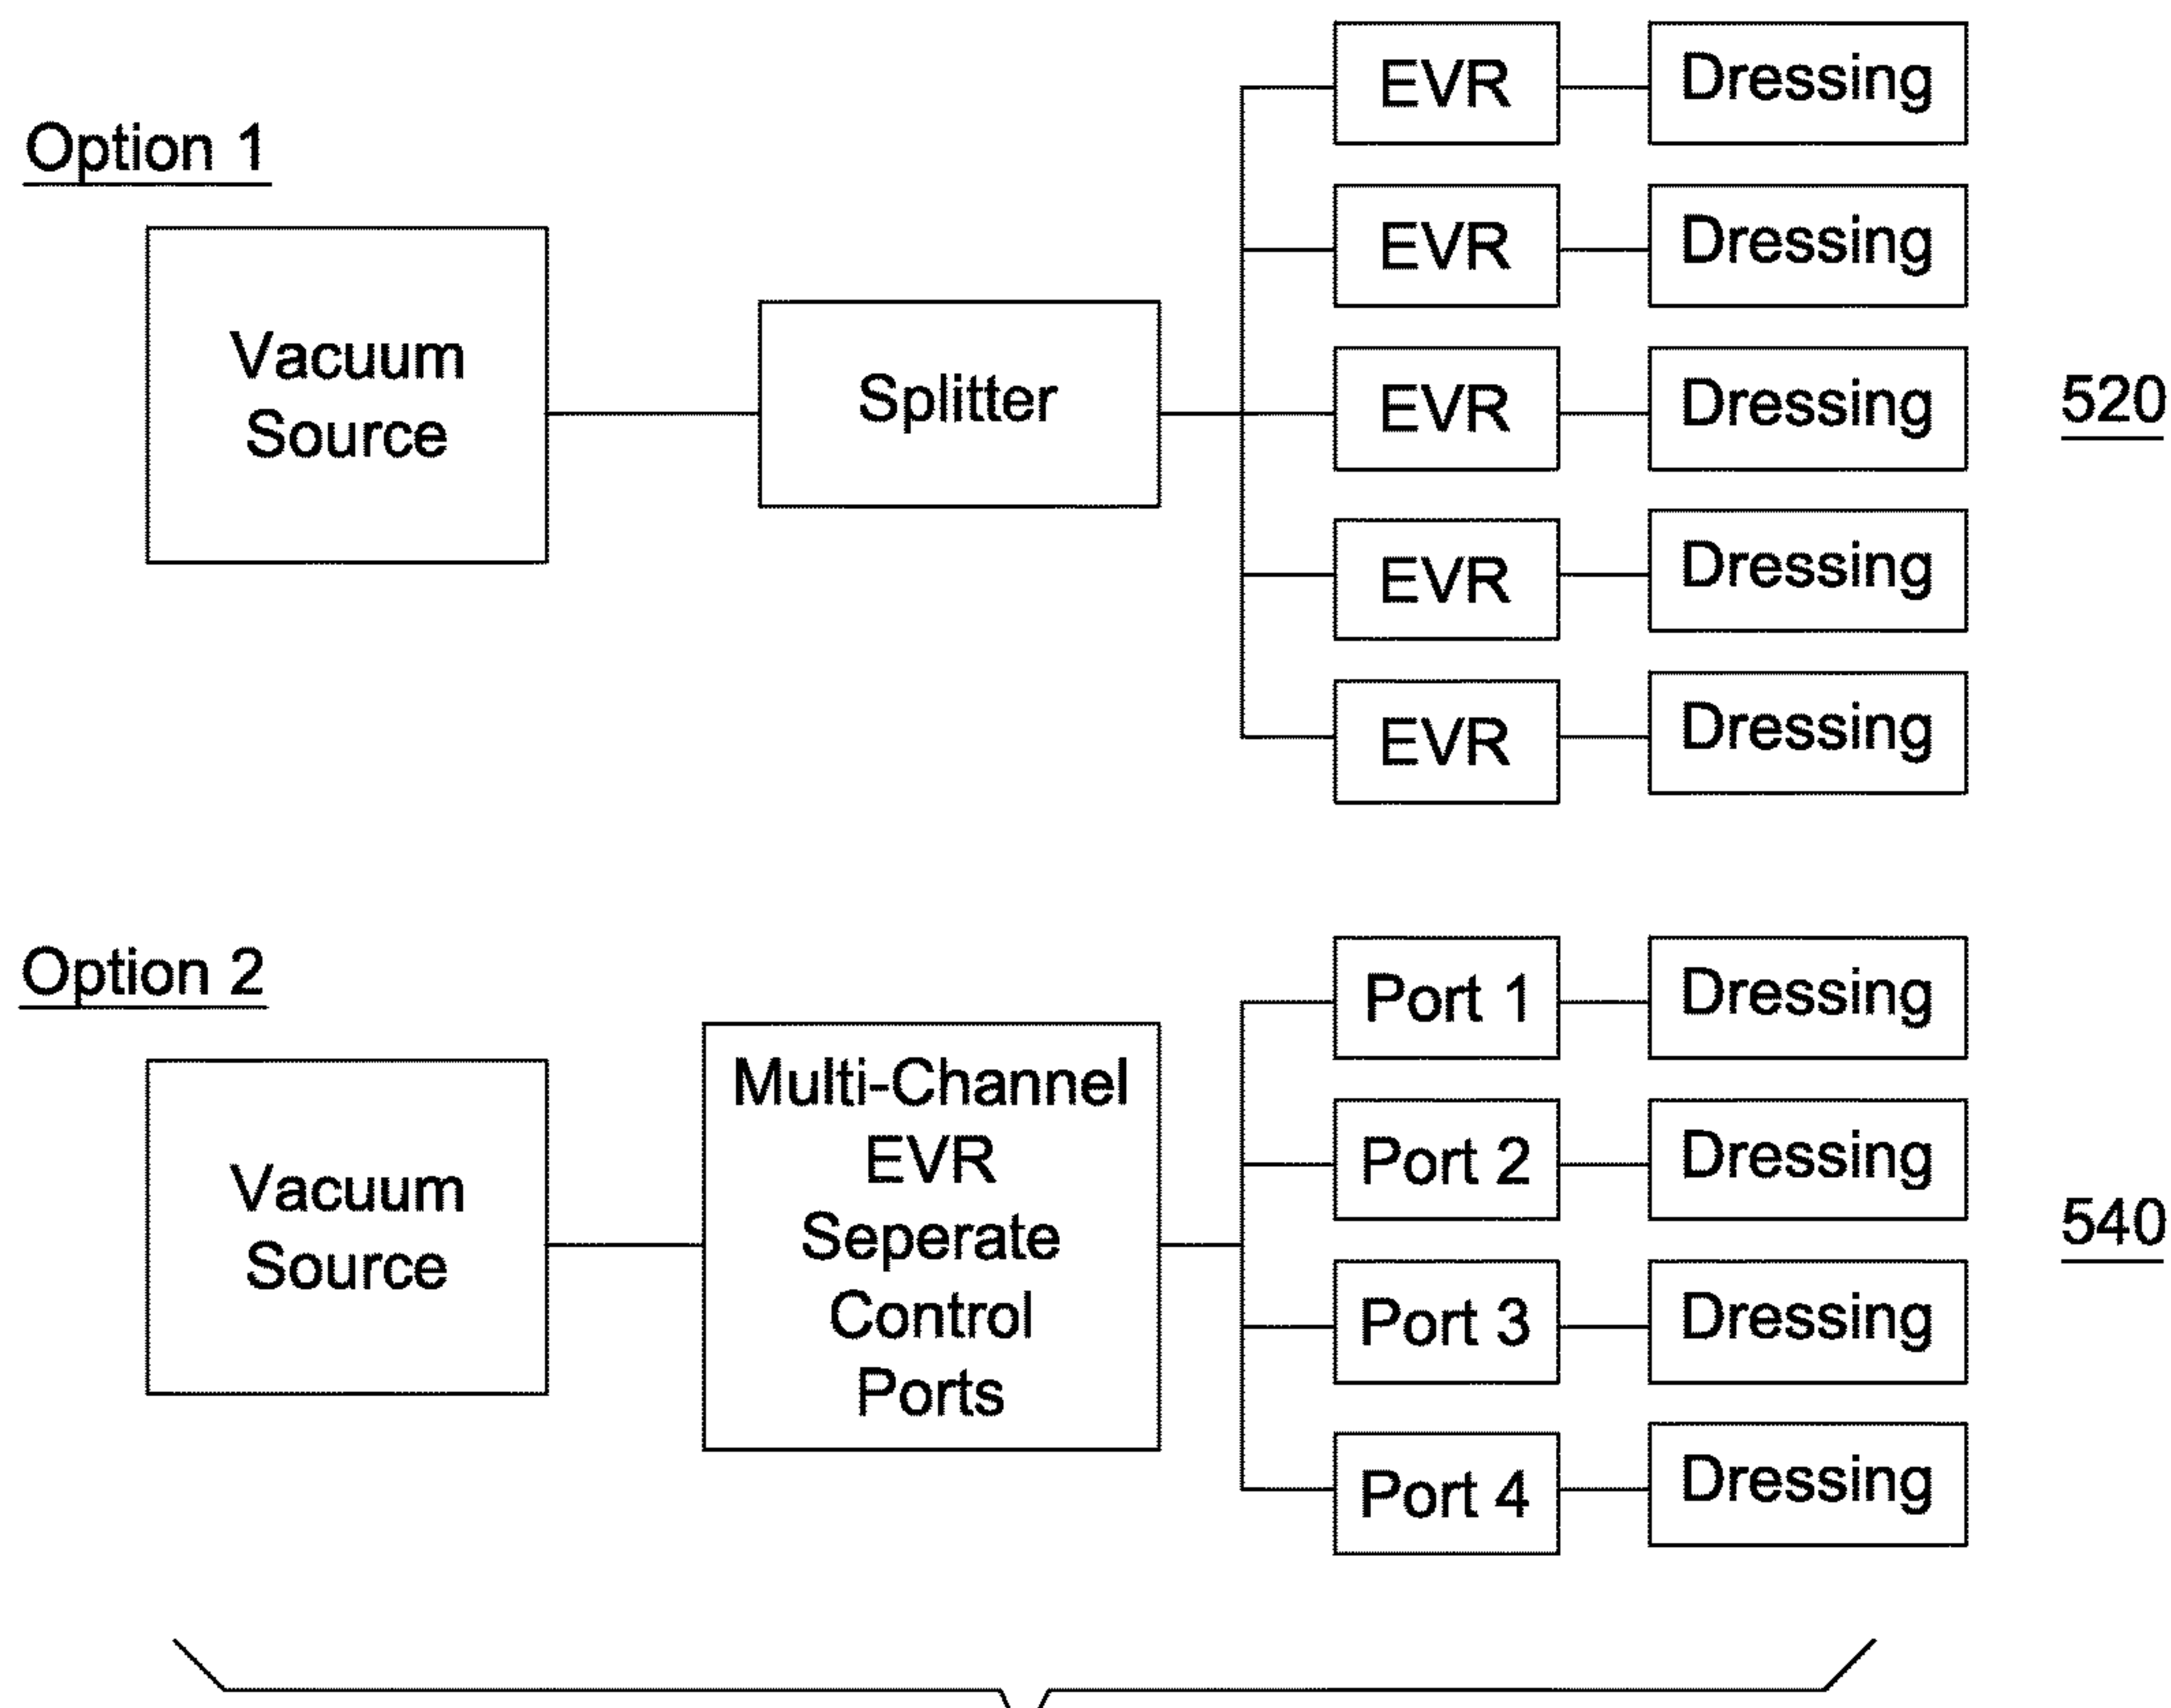 Option 1
Vacuum
Source
Splitter
EVR
Dressing
EVR
Dressing
EVR
Dressing
EVR
Dressing
EVR
Dressing
520
Option 2
Vacuum
Source
Multi-Channel
EVR
Seperate
Control
Ports
Port 1
Dressing
Port 2
Dressing
Port 3
Dressing
Port 4
Dressing
540